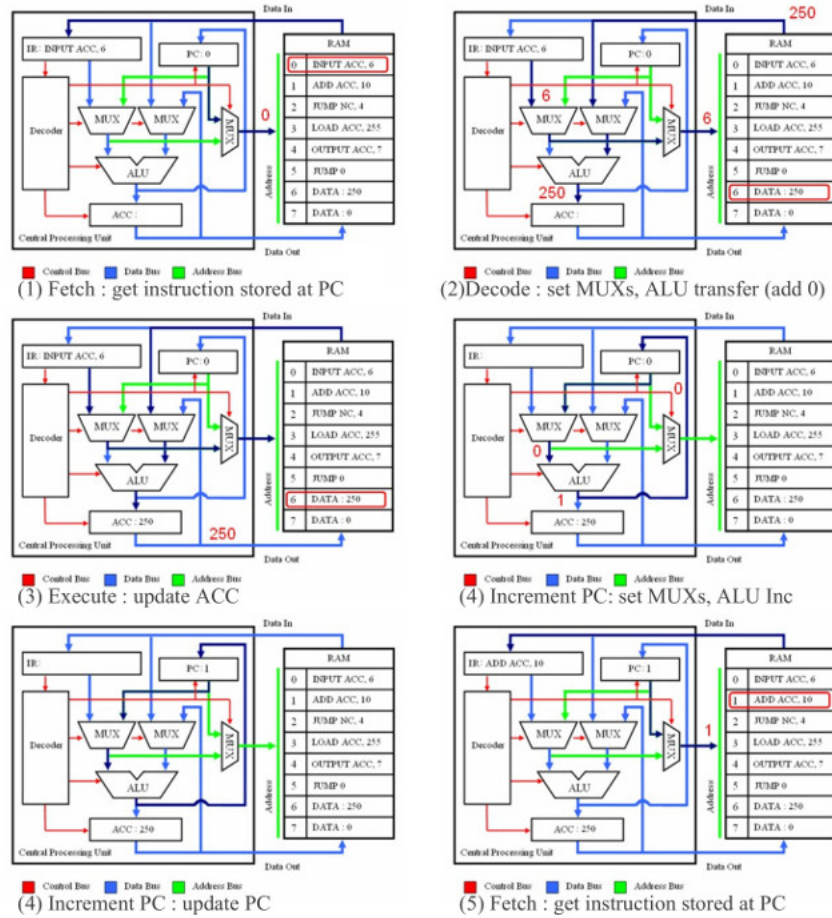 Data In
IR: INPUT ACC, 6
PC: 0
RAM
0 INPUT ACC, 6
1 ADD ACC, 10
2 JUMP NC, 4
3 LOAD ACC, 255
4 OUTPUT ACC, 7
5 JUMP 0
6 DATA : 250
7 DATA : 0
Decoder
MUX
MUX
MUX
0
ALU
ACC :
Address
Central Processing Unit
Data Out
Control Bus Data Bus Address Bus
(1) Fetch : get instruction stored at PC
Data In
250
IR: INPUT ACC, 6
PC: 0
RAM
0 INPUT ACC, 6
1 ADD ACC, 10
2 JUMP NC, 4
3 LOAD ACC, 255
4 OUTPUT ACC, 7
5 JUMP 0
6 DATA : 250
7 DATA : 0
6
Decoder
MUX
MUX
MUX
6
ALU
250
ACC :
Address
Central Processing Unit
Data Out
Control Bus Data Bus Address Bus
(2)Decode : set MUXs, ALU transfer (add 0)
Data In
IR: INPUT ACC, 6
PC: 0
RAM
0 INPUT ACC, 6
1 ADD ACC, 10
2 JUMP NC, 4
3 LOAD ACC, 255
4 OUTPUT ACC, 7
5 JUMP 0
6 DATA : 250
7 DATA : 0
Decoder
MUX
MUX
MUX
ALU
ACC : 250
250
Address
Central Processing Unit
Data Out
Control Bus Data Bus Address Bus
(3) Execute : update ACC
Data In
IR:
PC: 0
RAM
0 INPUT ACC, 6
1 ADD ACC, 10
2 JUMP NC, 4
3 LOAD ACC, 255
4 OUTPUT ACC, 7
5 JUMP 0
6 DATA : 250
7 DATA : 0
0
Decoder
MUX
MUX
MUX
0
ALU
1
ACC : 250
Address
Central Processing Unit
Data Out
Control Bus Data Bus Address Bus
(4) Increment PC: set MUXs, ALU Inc
Data In
IR:
PC: 1
RAM
0 INPUT ACC, 6
1 ADD ACC, 10
2 JUMP NC, 4
3 LOAD ACC, 255
4 OUTPUT ACC, 7
5 JUMP 0
6 DATA : 250
7 DATA : 0
Decoder
MUX
MUX
MUX
ALU
ACC : 250
Address
Central Processing Unit
Data Out
Control Bus Data Bus Address Bus
(4) Increment PC : update PC
Data In
IR: ADD ACC, 10
PC: 1
RAM
0 INPUT ACC, 6
1 ADD ACC, 10
2 JUMP NC, 4
3 LOAD ACC, 255
4 OUTPUT ACC, 7
5 JUMP 0
6 DATA : 250
7 DATA : 0
Decoder
MUX
MUX
MUX
1
ALU
ACC : 250
Address
Central Processing Unit
Data Out
Control Bus Data Bus Address Bus
(5) Fetch : get instruction stored at PC